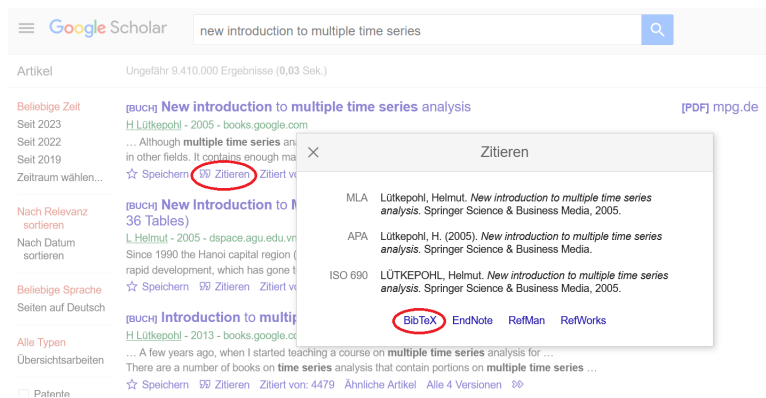 Google Scholar
new introduction to multiple time series
Artikel
Ungefähr 9.410.000 Ergebnisse (0,03 Sek.)
Beliebige Zeit
Seit 2023
Seit 2022
Seit 2019
Zeitraum wählen...
Nach Relevanz
sortieren
Nach Datum
sortieren
Beliebige Sprache
Seiten auf Deutsch
Alle Typen
Übersichtsarbeiten
Patente
[BUCH] New introduction to multiple time series analysis
[PDF] mpg.de
H Lütkepohl - 2005 - books.google.com
… Although multiple time series ana
in other fields. It contains enough ma
Speichern Zitieren Zitiert vo
[BUCH] New Introduction to M
36 Tables)
L Helmut - 2005 - dspace.agu.edu.vn
Since 1990 the Hanoi capital region (
rapid development, which has gone t
Speichern Zitieren Zitiert vo
[BUCH] Introduction to multip
H Lütkepohl - 2013 - books.google.co
… A few years ago, when I started teaching a course on multiple time series analysis for …
There are a number of books on time series analysis that contain portions on multiple time series …
Speichern Zitieren Zitiert von: 4479 Ähnliche Artikel Alle 4 Versionen
Zitieren
MLA Lütkepohl, Helmut. New introduction to multiple time series
analysis. Springer Science & Business Media, 2005.
APA Lütkepohl, H. (2005). New introduction to multiple time series
analysis. Springer Science & Business Media.
ISO 690 LÜTKEPOHL, Helmut. New introduction to multiple time series
analysis. Springer Science & Business Media, 2005.
BibTeX EndNote RefMan RefWorks